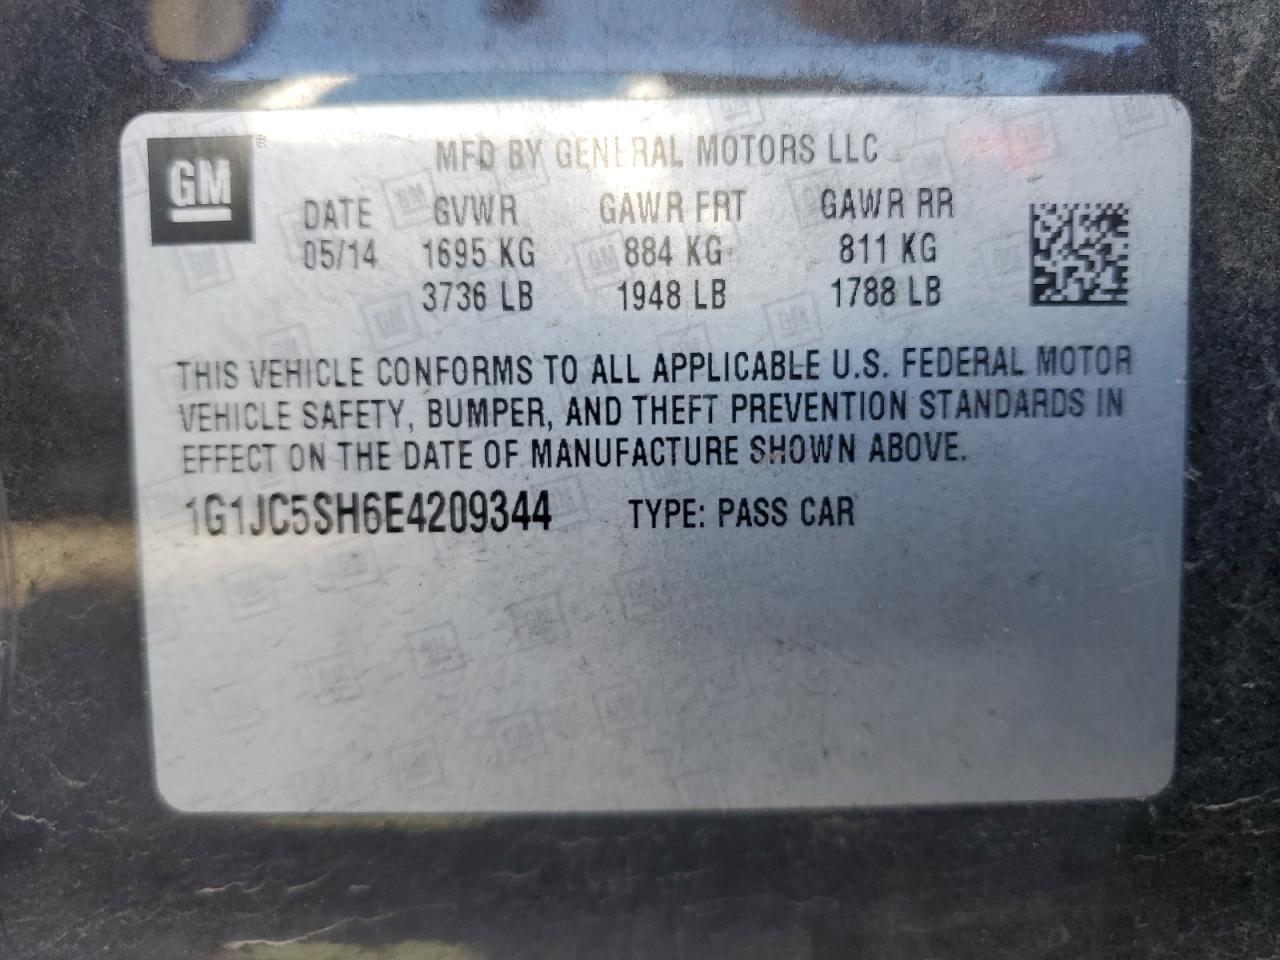 GM
MFD BY GENERAL MOTORS LLC
DATE GVWR GAWR FRT GAWR RR
05/14 1695 KG 884 KG 811 KG
3736 LB 1948 LB 1788 LB
THIS VEHICLE CONFORMS TO ALL APPLICABLE U.S. FEDERAL MOTOR
VEHICLE SAFETY, BUMPER, AND THEFT PREVENTION STANDARDS IN
EFFECT ON THE DATE OF MANUFACTURE SHOWN ABOVE.
1G1JC5SH6E4209344 TYPE: PASS CAR